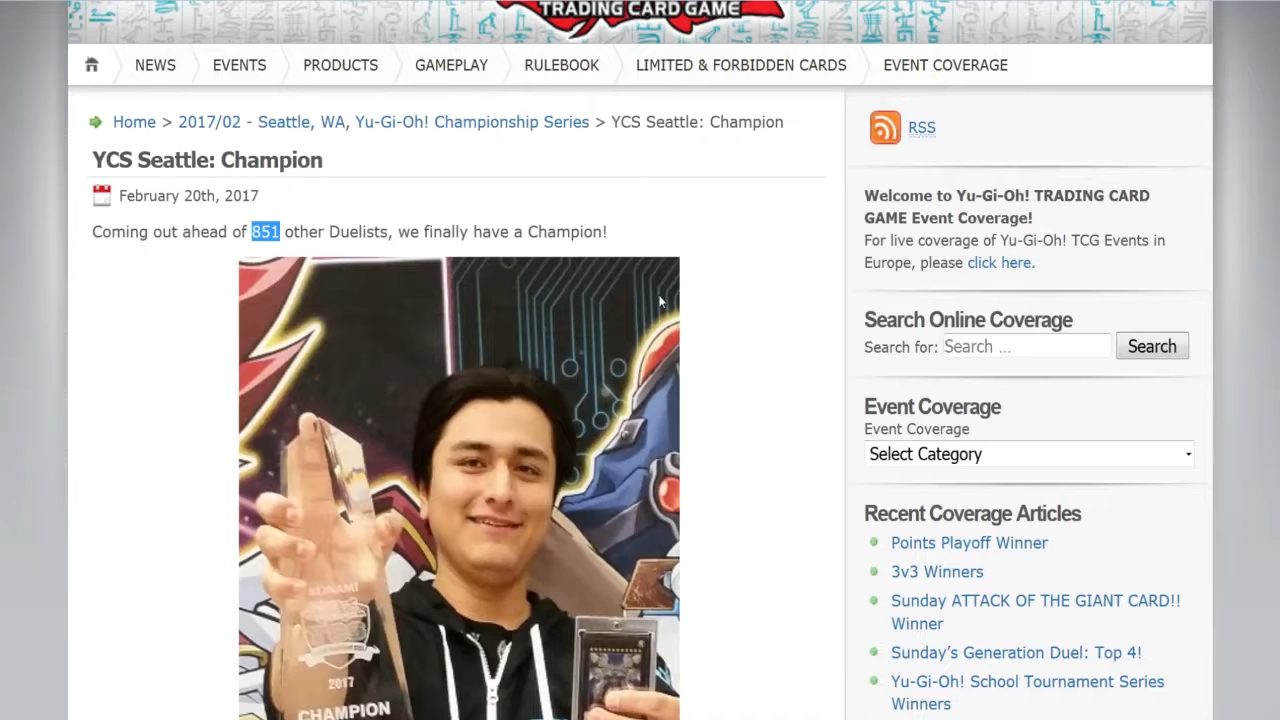 TRADING CARD GAME
NEWS
EVENTS
PRODUCTS
GAMEPLAY
RULEBOOK
LIMITED & FORBIDDEN CARDS
EVENT COVERAGE
Home > 2017/02 - Seattle, WA, Yu-Gi-Oh! Championship Series > YCS Seattle: Champion
YCS Seattle: Champion
February 20th, 2017
Coming out ahead of 851 other Duelists, we finally have a Champion!
KONAMI
2017
CHAMPION
RSS
Welcome to Yu-Gi-Oh! TRADING CARD
GAME Event Coverage!
For live coverage of Yu-Gi-Oh! TCG Events in
Europe, please click here.
Search Online Coverage
Search for: Search ... Search
Event Coverage
Event Coverage
Select Category
Recent Coverage Articles
Points Playoff Winner
3v3 Winners
Sunday ATTACK OF THE GIANT CARD!!
Winner
Sunday’s Generation Duel: Top 4!
Yu-Gi-Oh! School Tournament Series
Winners